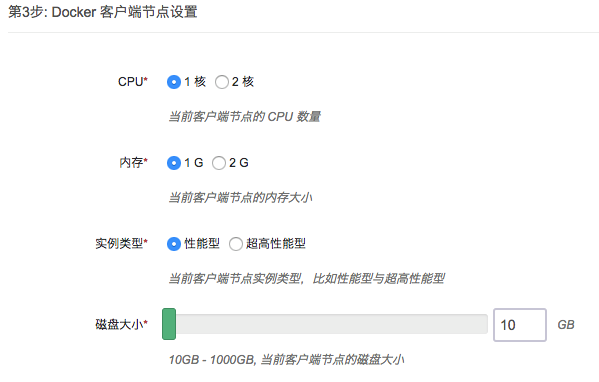 第3步: Docker 客户端节点设置
CPU* 1 核 2 核
当前客户端节点的 CPU 数量
内存* 1 G 2 G
当前客户端节点的内存大小
实例类型* 性能型 超高性能型
当前客户端节点实例类型，比如性能型与超高性能型
磁盘大小* 10 GB
10GB - 1000GB, 当前客户端节点的磁盘大小